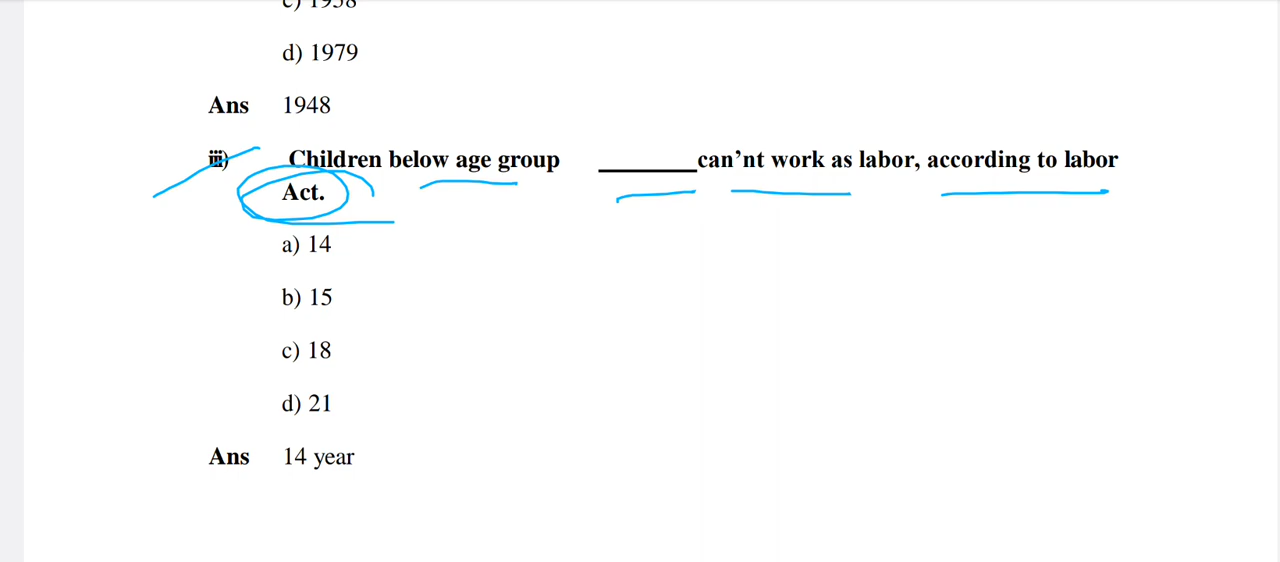 c) 1958
d) 1979
Ans 1948
iii) Children below age group ________can’nt work as labor, according to labor
Act.
a) 14
b) 15
c) 18
d) 21
Ans 14 year